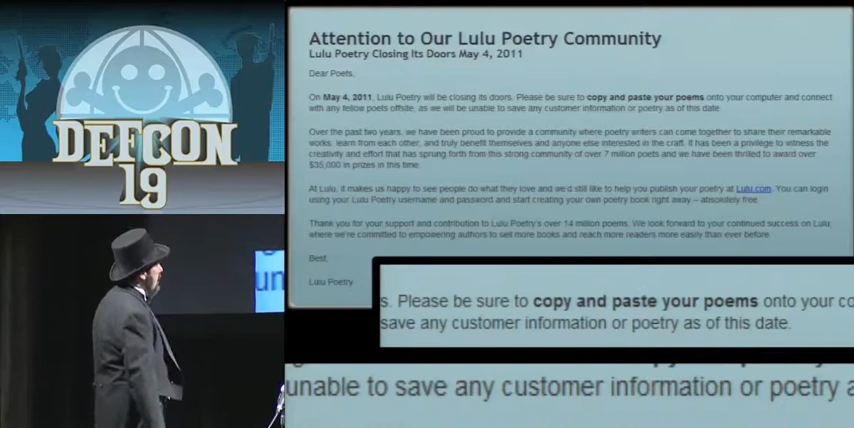 DEFCON
19
un
Attention to Our Lulu Poetry Community
Lulu Poetry Closing Its Doors May 4, 2011
Dear Poets,
On May 4, 2011, Lulu Poetry will be closing its doors. Please be sure to copy and paste your poems onto your computer and connect
with any fellow poets offsite, as we will be unable to save any customer information or poetry as of this date.
Over the past two years, we have been proud to provide a community where poetry writers can come together to share their remarkable
works, learn from each other, and truly benefit themselves and anyone else interested in the craft. It has been a privilege to witness the
creativity and effort that has sprung forth from this strong community of over 7 million poets and we have been thrilled to award over
$35,000 in prizes in this time.
At Lulu, it makes us happy to see people do what they love and we'd still like to help you publish your poetry at Lulu.com. You can login
using your Lulu Poetry username and password and start creating your own poetry book right away -- absolutely free.
Thank you for your support and contribution to Lulu Poetry's over 14 million poems. We look forward to your continued success on Lulu,
where we're committed to empowering authors to sell more books and reach more readers more easily than ever before.
Best,
Lulu Poetry
s. Please be sure to copy and paste your poems onto your co
save any customer information or poetry as of this date.
unable to save any customer information or poetry a